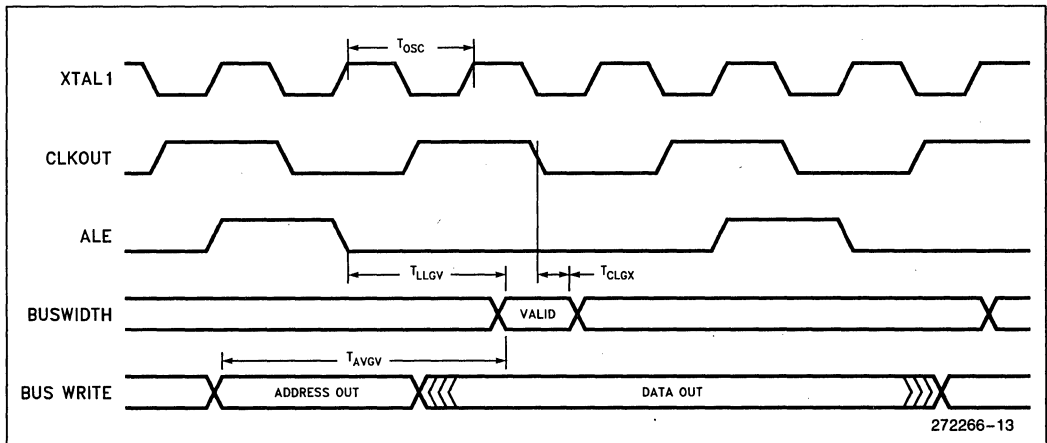 TOSC
XTAL1
CLKOUT
ALE
TLLGV
TCLGX
BUSWIDTH
VALID
TAVGV
BUS WRITE
ADDRESS OUT
DATA OUT
272266-13